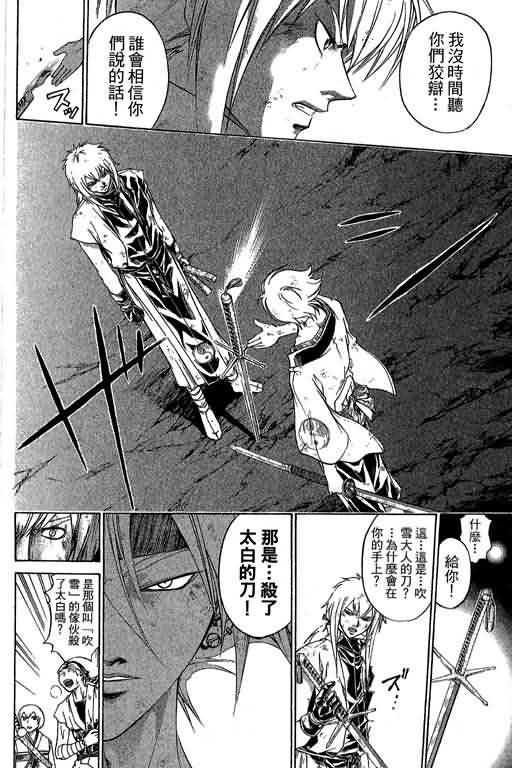 我沒時間聽
你們狡辯…
誰會相信你
們說的話！
ズッ
什麼…
給你！
這…這是…吹
雪大人的刀？
…為什麼會在
你的手上？
那是…殺了
太白的刀！
是那個叫「吹
雪」的傢伙殺
了太白嗎？